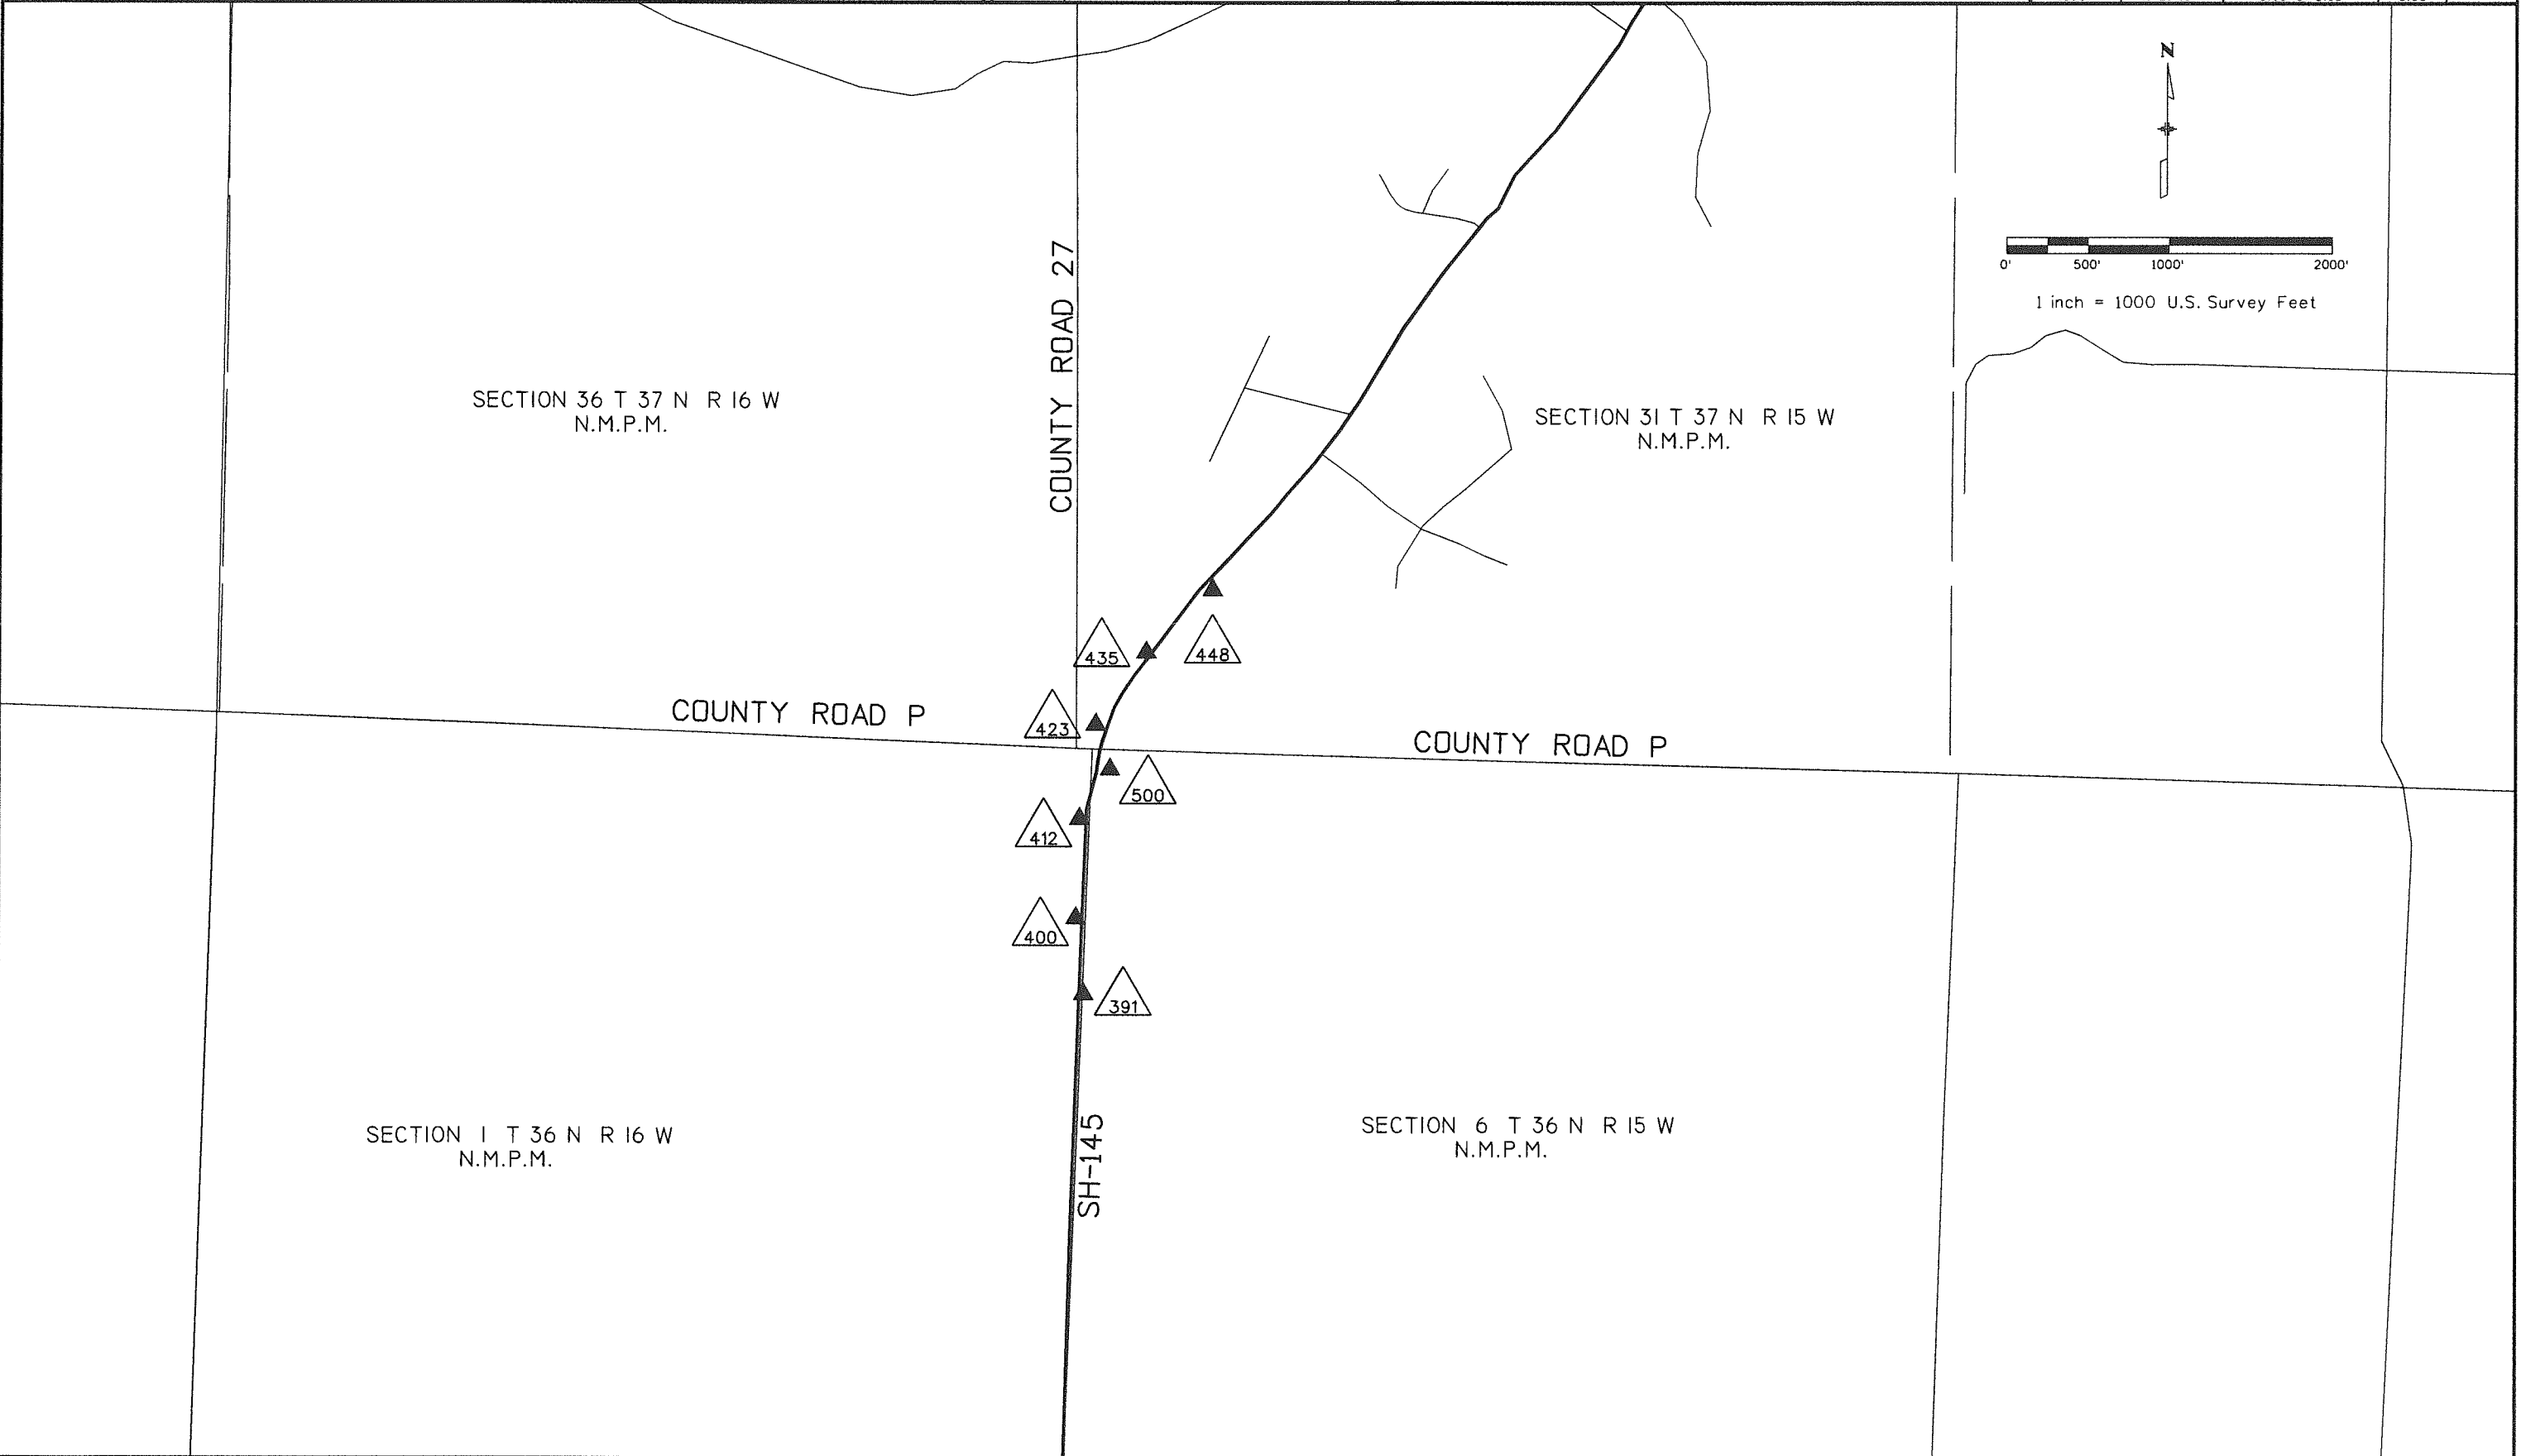 N
0' 500' 1000' 2000'
1 inch = 1000 U.S. Survey Feet
COUNTY ROAD 27
SECTION 36 T 37 N R 16 W
N.M.P.M.
SECTION 31 T 37 N R 15 W
N.M.P.M.
435
448
423
COUNTY ROAD P
COUNTY ROAD P
500
412
400
391
SECTION 1 T 36 N R 16 W
N.M.P.M.
SECTION 6 T 36 N R 15 W
N.M.P.M.
SH-145